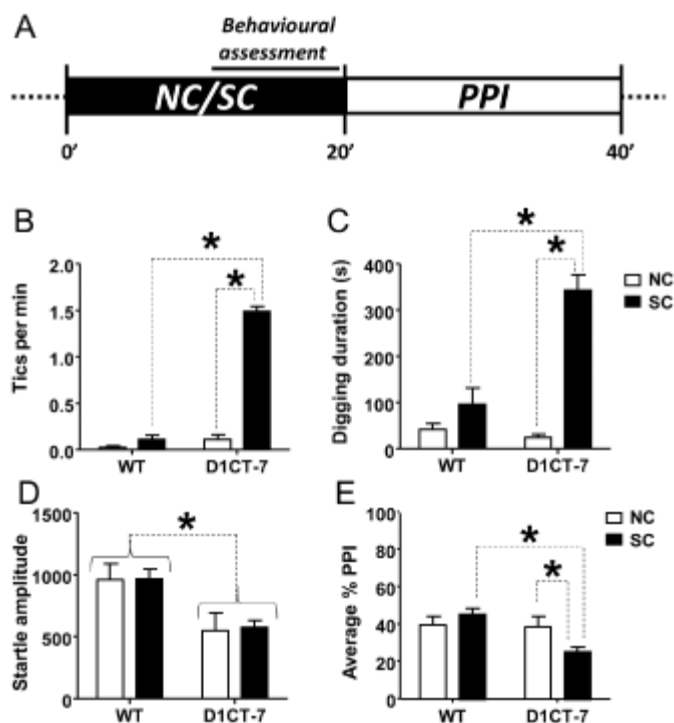 A
Behavioural
assessment
NC/SC
PPI
0'
20'
40'
B
Tics per min
2.0
1.5
1.0
0.5
0.0
WT
D1CT-7
*
*
C
Digging duration (s)
400
300
200
100
0
WT
D1CT-7
*
*
NC
SC
D
Startle amplitude
1500
1000
500
0
WT
D1CT-7
*
E
Average % PPI
100
80
60
40
20
0
WT
D1CT-7
*
*
NC
SC